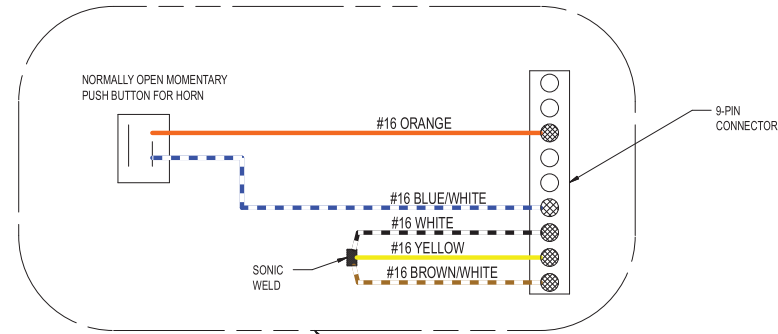 NORMALLY OPEN MOMENTARY
PUSH BUTTON FOR HORN
#16 ORANGE
9-PIN
CONNECTOR
#16 BLUE/WHITE
#16 WHITE
#16 YELLOW
SONIC
WELD
#16 BROWN/WHITE